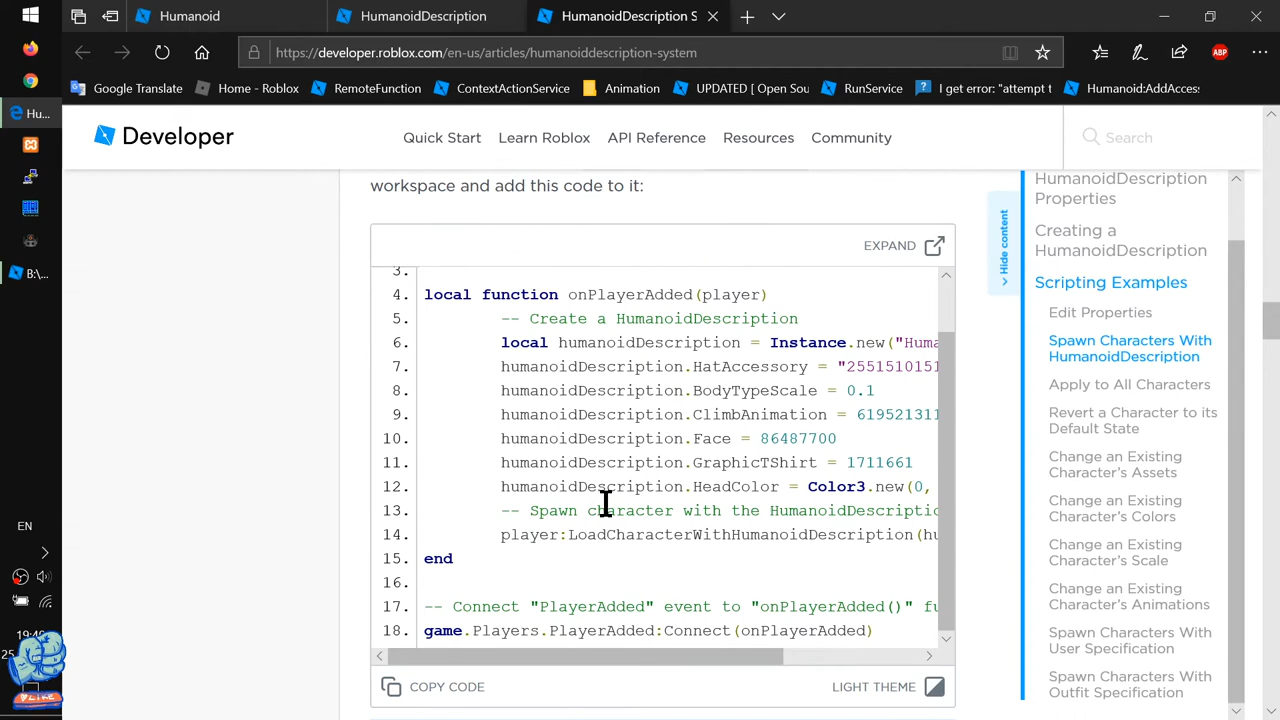 Humanoid
HumanoidDescription
HumanoidDescription S
https://developer.roblox.com/en-us/articles/humanoiddescription-system
ABP
Google Translate
Home - Roblox
RemoteFunction
ContextActionService
Animation
UPDATED [ Open Sou
RunService
I get error: "attempt t
Humanoid:AddAcces:
Hu...
B:\...
EN
LIKE
Developer
Quick Start
Learn Roblox
API Reference
Resources
Community
Search
workspace and add this code to it:
EXPAND
3.
4. local function onPlayerAdded(player)
5. -- Create a HumanoidDescription
6. local humanoidDescription = Instance.new("Huma
7. humanoidDescription.HatAccessory = "2551510151
8. humanoidDescription.BodyTypeScale = 0.1
9. humanoidDescription.ClimbAnimation = 619521311
10. humanoidDescription.Face = 86487700
11. humanoidDescription.GraphicTShirt = 1711661
12. humanoidDescription.HeadColor = Color3.new(0,
13. -- Spawn character with the HumanoidDescriptio
14. player:LoadCharacterWithHumanoidDescription(hu
15. end
16.
17. -- Connect "PlayerAdded" event to "onPlayerAdded()" fu
18. game.Players.PlayerAdded:Connect(onPlayerAdded)
COPY CODE
LIGHT THEME
Hide content
HumanoidDescription
Properties
Creating a
HumanoidDescription
Scripting Examples
Edit Properties
Spawn Characters With
HumanoidDescription
Apply to All Characters
Revert a Character to its
Default State
Change an Existing
Character's Assets
Change an Existing
Character's Colors
Change an Existing
Character's Scale
Change an Existing
Character's Animations
Spawn Characters With
User Specification
Spawn Characters With
Outfit Specification